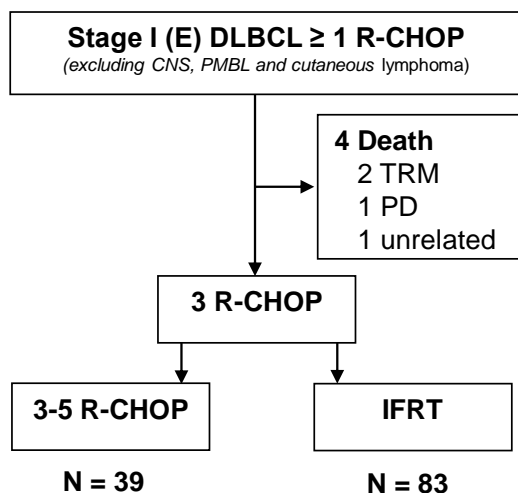 Stage I (E) DLBCL ≥ 1 R-CHOP
(excluding CNS, PMBL and cutaneous lymphoma)
4 Death
2 TRM
1 PD
1 unrelated
3 R-CHOP
3-5 R-CHOP
IFRT
N = 39
N = 83